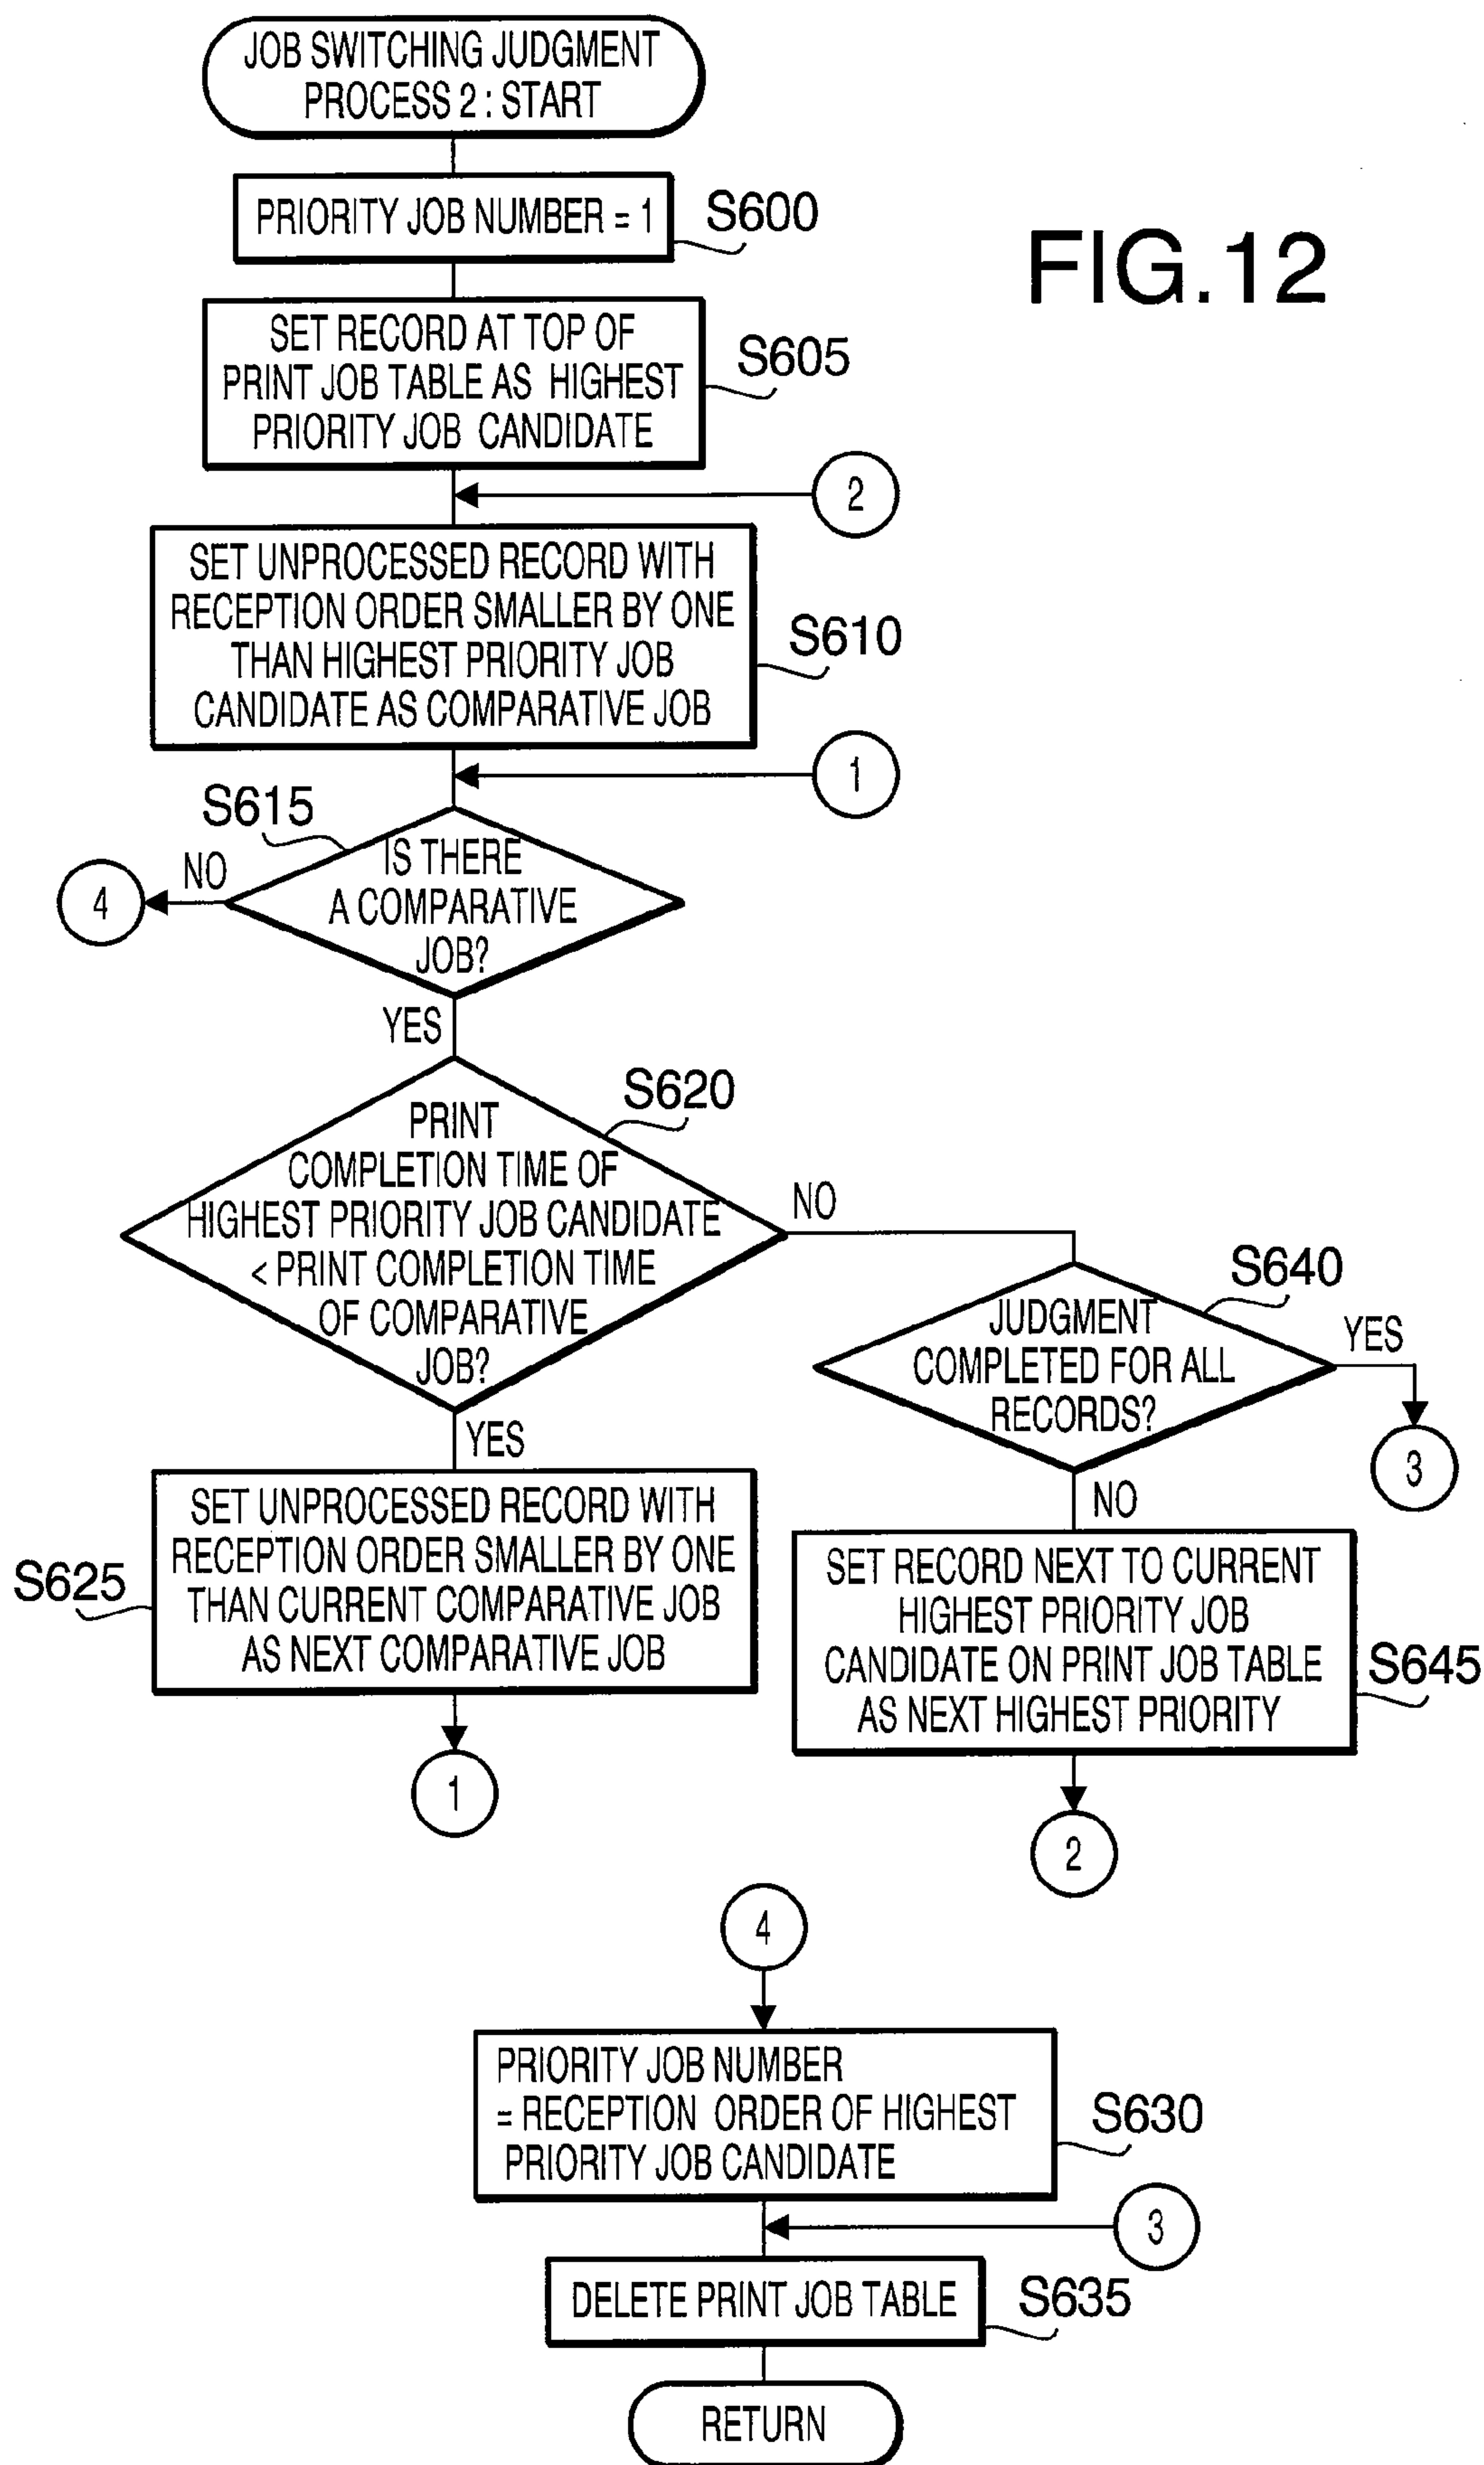 JOB SWITCHING JUDGMENT
PROCESS 2 : START
PRIORITY JOB NUMBER = 1
S600
FIG.12
SET RECORD AT TOP OF
PRINT JOB TABLE AS HIGHEST
PRIORITY JOB CANDIDATE
S605
2
SET UNPROCESSED RECORD WITH
RECEPTION ORDER SMALLER BY ONE
THAN HIGHEST PRIORITY JOB
CANDIDATE AS COMPARATIVE JOB
S610
1
S615
IS THERE
A COMPARATIVE
JOB?
NO
4
YES
S620
PRINT
COMPLETION TIME OF
HIGHEST PRIORITY JOB CANDIDATE
< PRINT COMPLETION TIME
OF COMPARATIVE
JOB?
NO
YES
S640
JUDGMENT
COMPLETED FOR ALL
RECORDS?
YES
3
NO
SET UNPROCESSED RECORD WITH
RECEPTION ORDER SMALLER BY ONE
THAN CURRENT COMPARATIVE JOB
AS NEXT COMPARATIVE JOB
S625
1
SET RECORD NEXT TO CURRENT
HIGHEST PRIORITY JOB
CANDIDATE ON PRINT JOB TABLE
AS NEXT HIGHEST PRIORITY
S645
2
4
PRIORITY JOB NUMBER
= RECEPTION ORDER OF HIGHEST
PRIORITY JOB CANDIDATE
S630
3
DELETE PRINT JOB TABLE
S635
RETURN